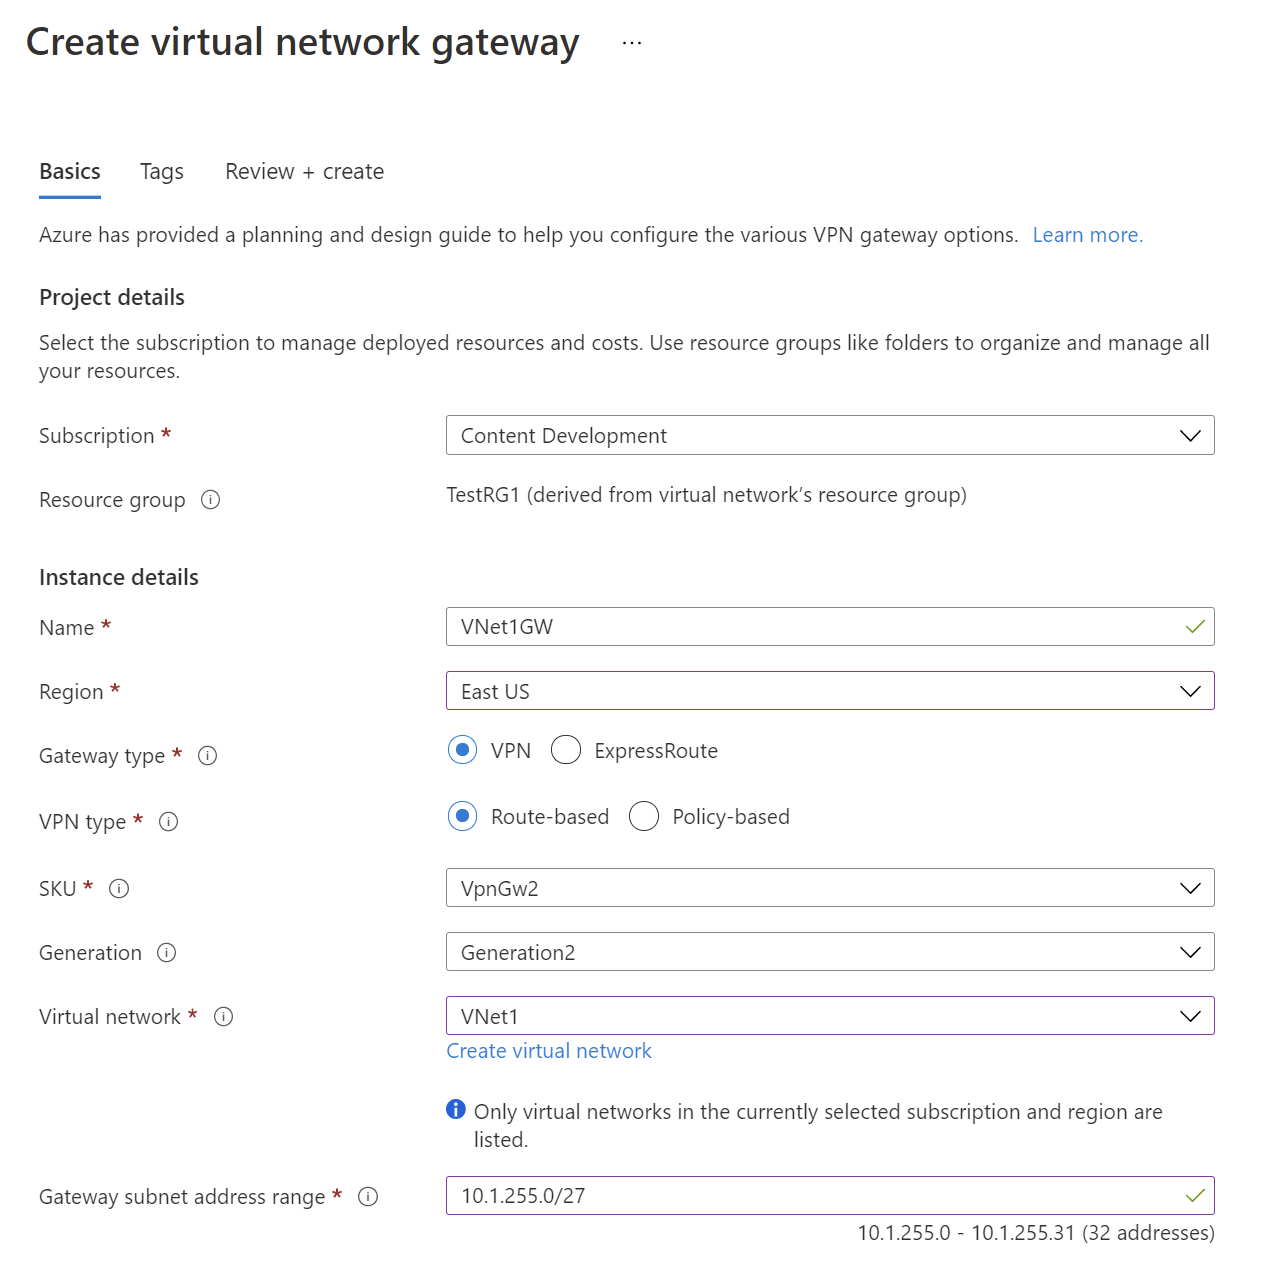 Create virtual network gateway ...
Basics Tags Review + create
Azure has provided a planning and design guide to help you configure the various VPN gateway options. Learn more.
Project details
Select the subscription to manage deployed resources and costs. Use resource groups like folders to organize and manage all
your resources.
Subscription * Content Development
Resource group TestRG1 (derived from virtual network's resource group)
Instance details
Name * VNet1GW
Region * East US
Gateway type * VPN ExpressRoute
VPN type * Route-based Policy-based
SKU * VpnGw2
Generation Generation2
Virtual network * VNet1
Create virtual network
Only virtual networks in the currently selected subscription and region are
listed.
Gateway subnet address range * 10.1.255.0/27
10.1.255.0 - 10.1.255.31 (32 addresses)